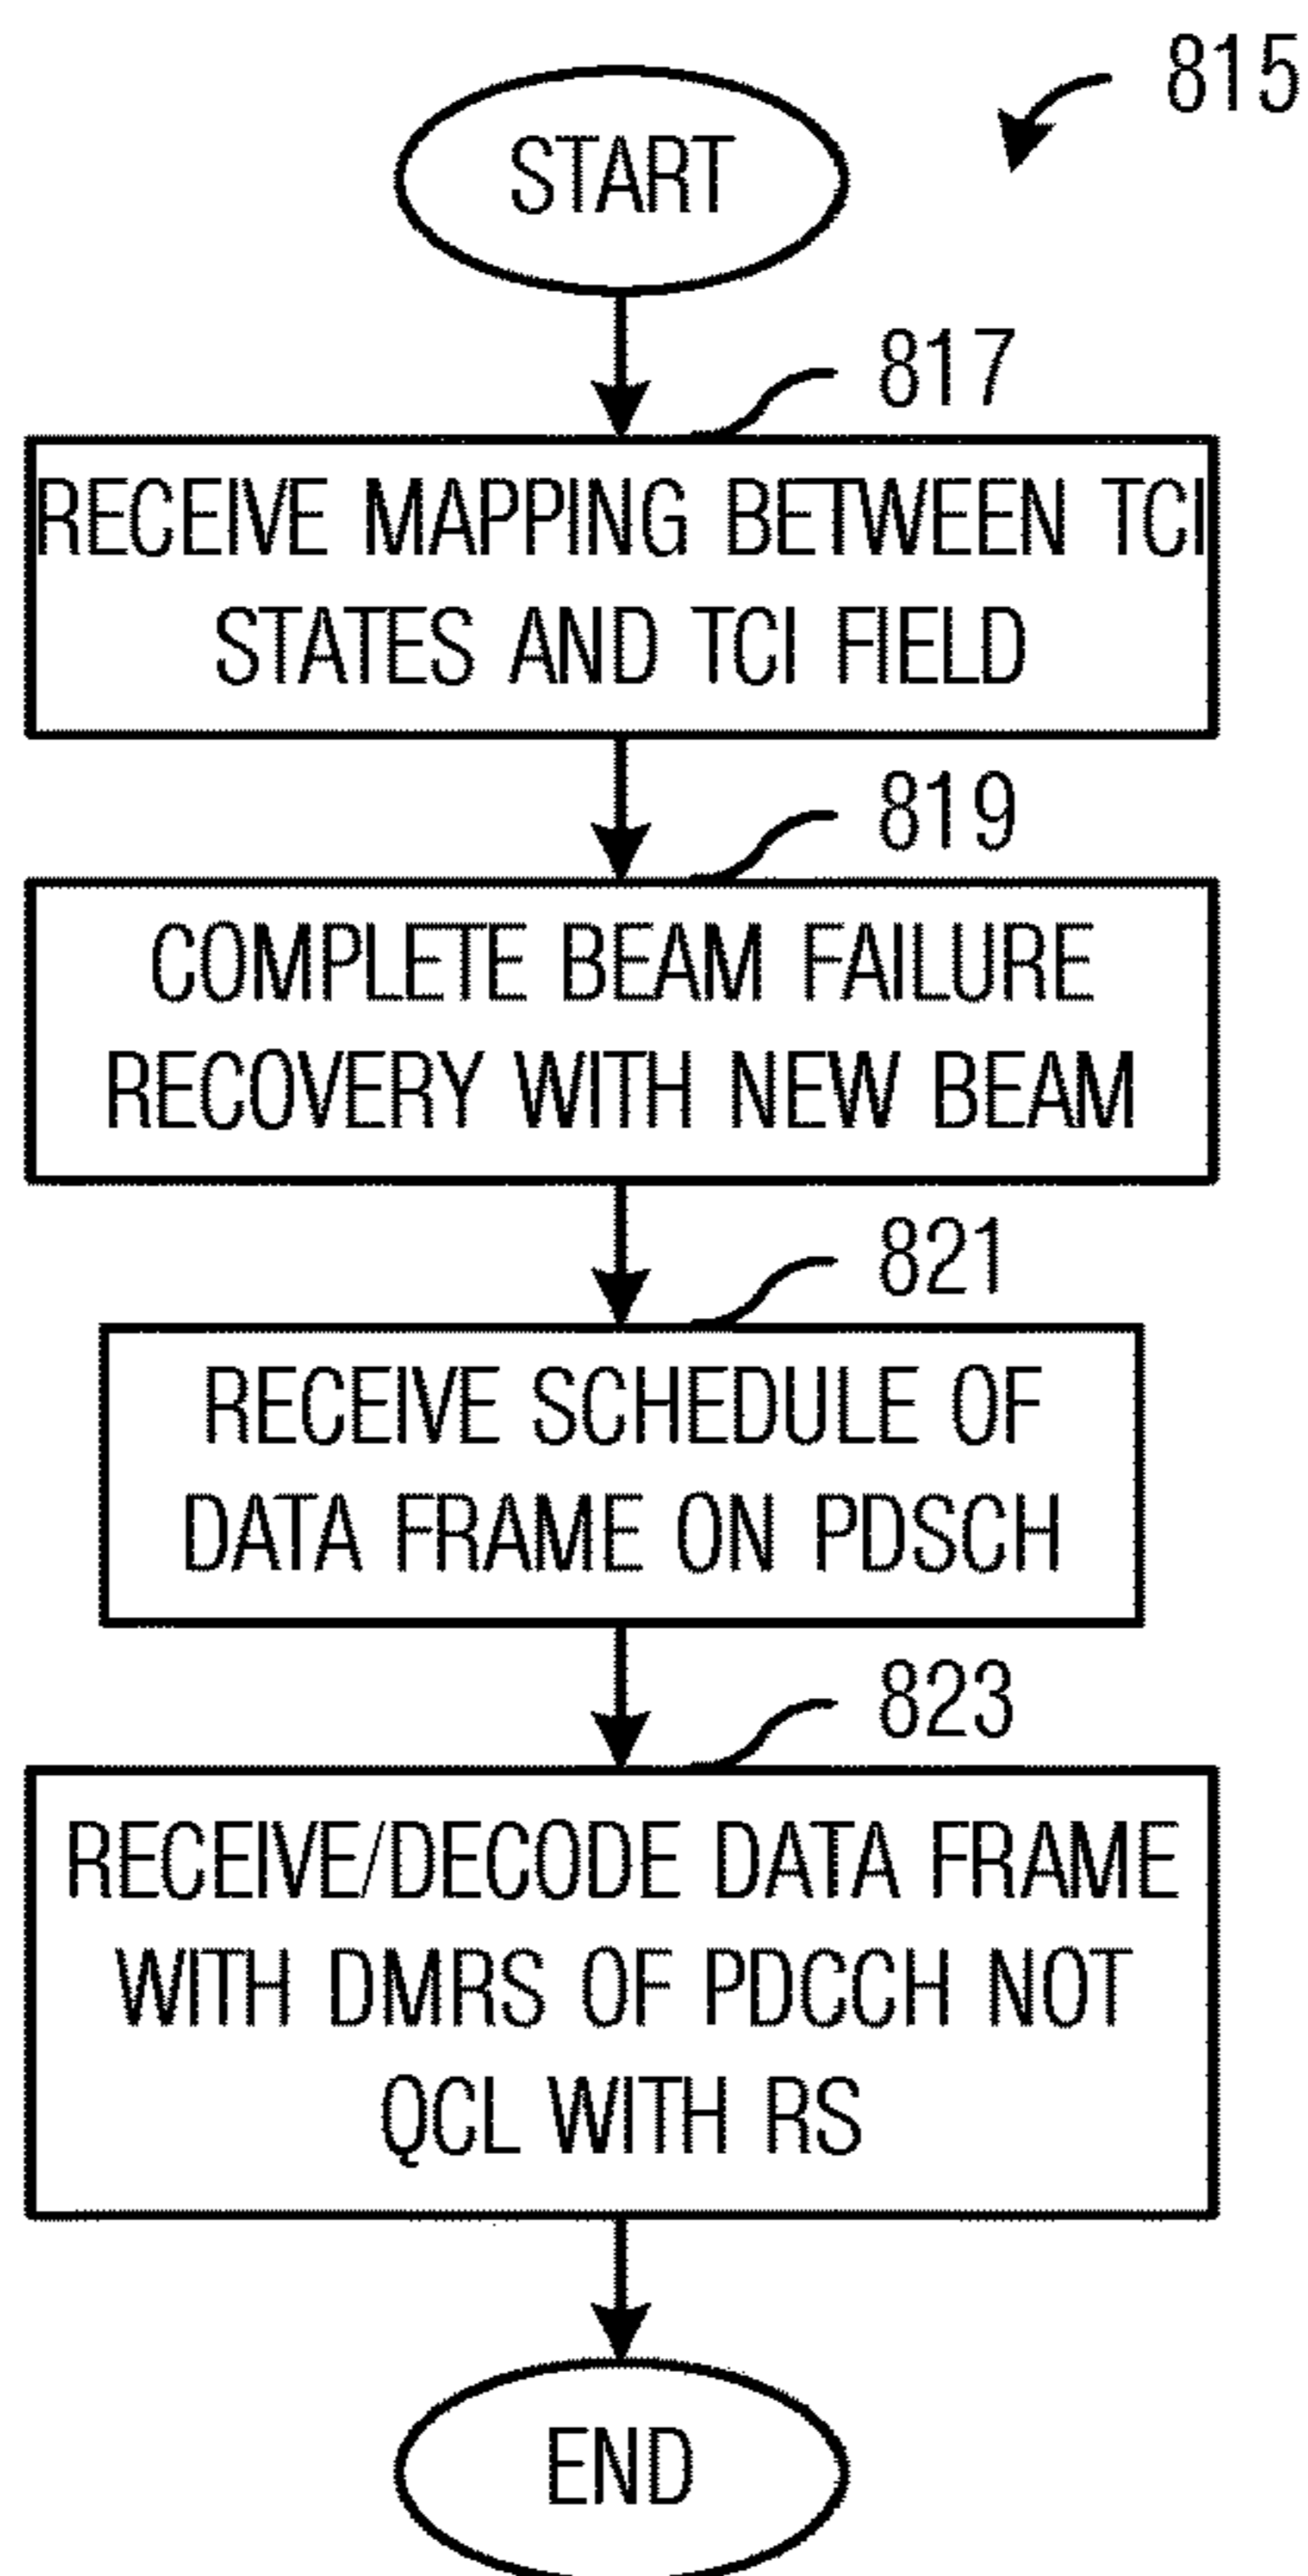 815
START
817
RECEIVE MAPPING BETWEEN TCI
STATES AND TCI FIELD
819
COMPLETE BEAM FAILURE
RECOVERY WITH NEW BEAM
821
RECEIVE SCHEDULE OF
DATA FRAME ON PDSCH
823
RECEIVE/DECODE DATA FRAME
WITH DMRS OF PDCCH NOT
QCL WITH RS
END